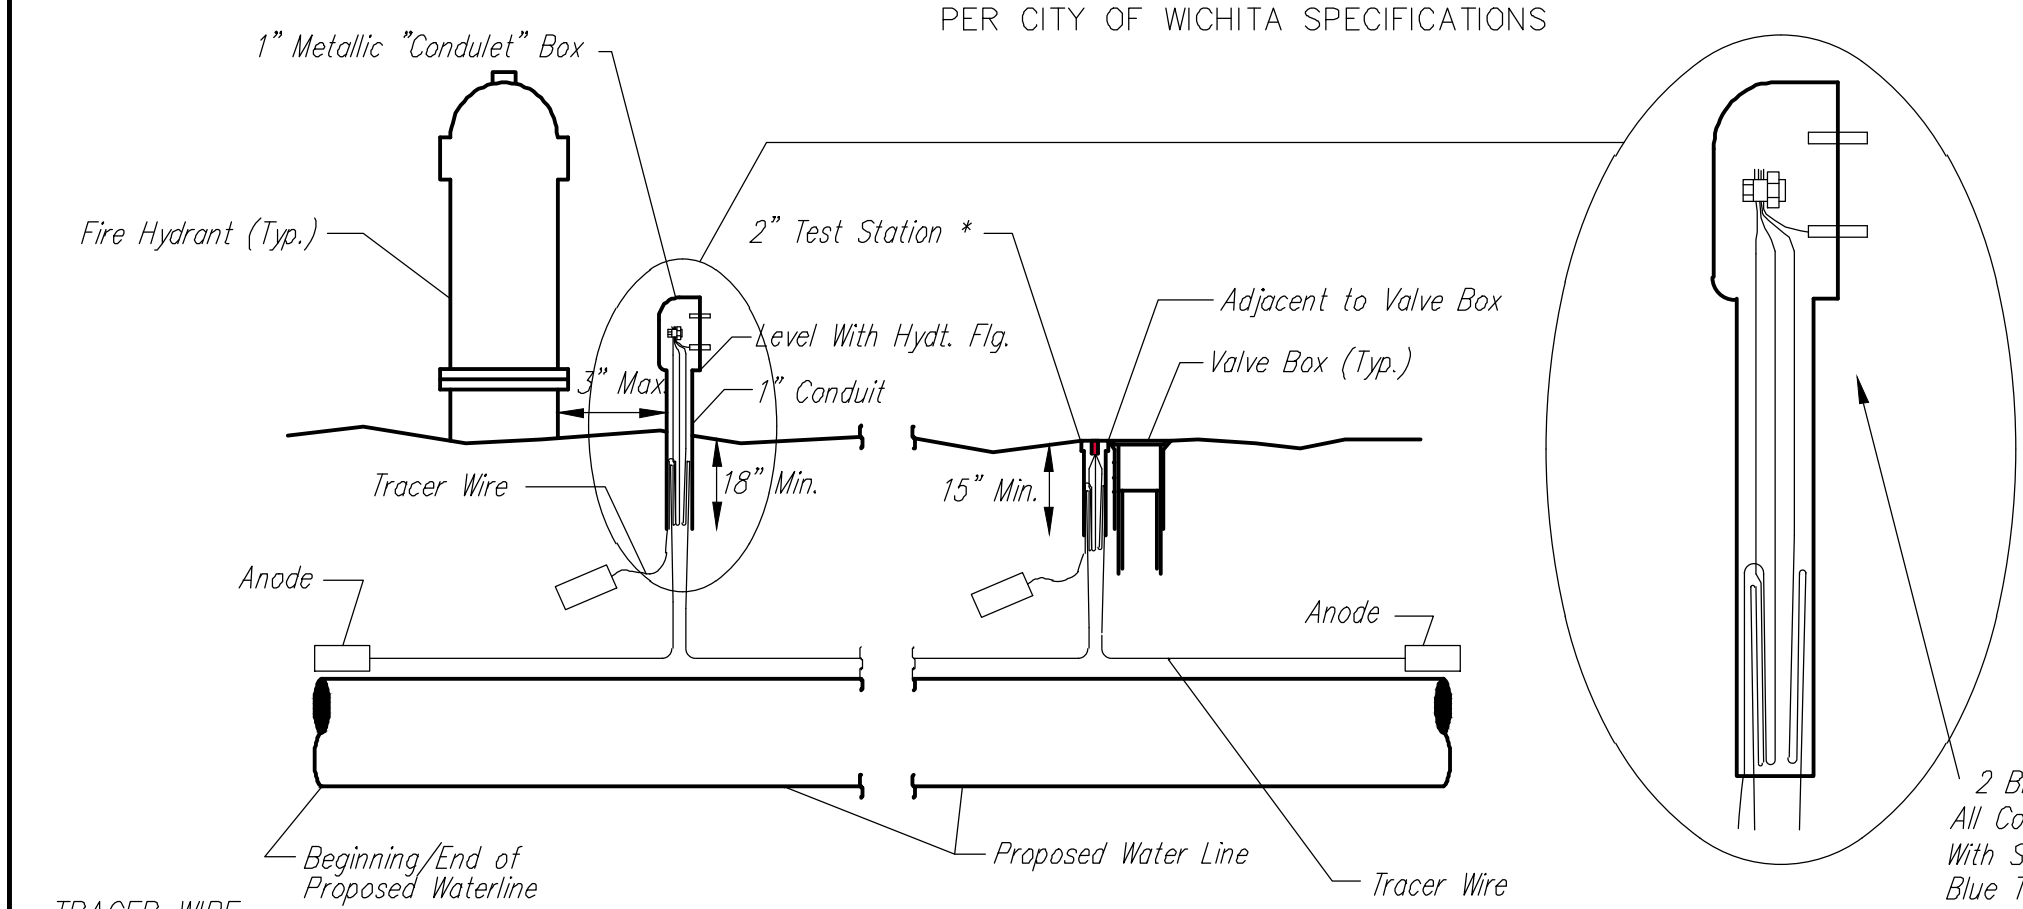 PER CITY OF WICHITA SPECIFICATIONS
1" Metallic "Condulet" Box
Fire Hydrant (Typ.)
2" Test Station *
Adjacent to Valve Box
Level With Hydt. Flg.
Valve Box (Typ.)
3" Max.
1" Conduit
Tracer Wire
18" Min.
15" Min.
Anode
Anode
Beginning/End of
Proposed Waterline
Proposed Water Line
Tracer Wire
2
All
With
Blue
TRACER WIRE